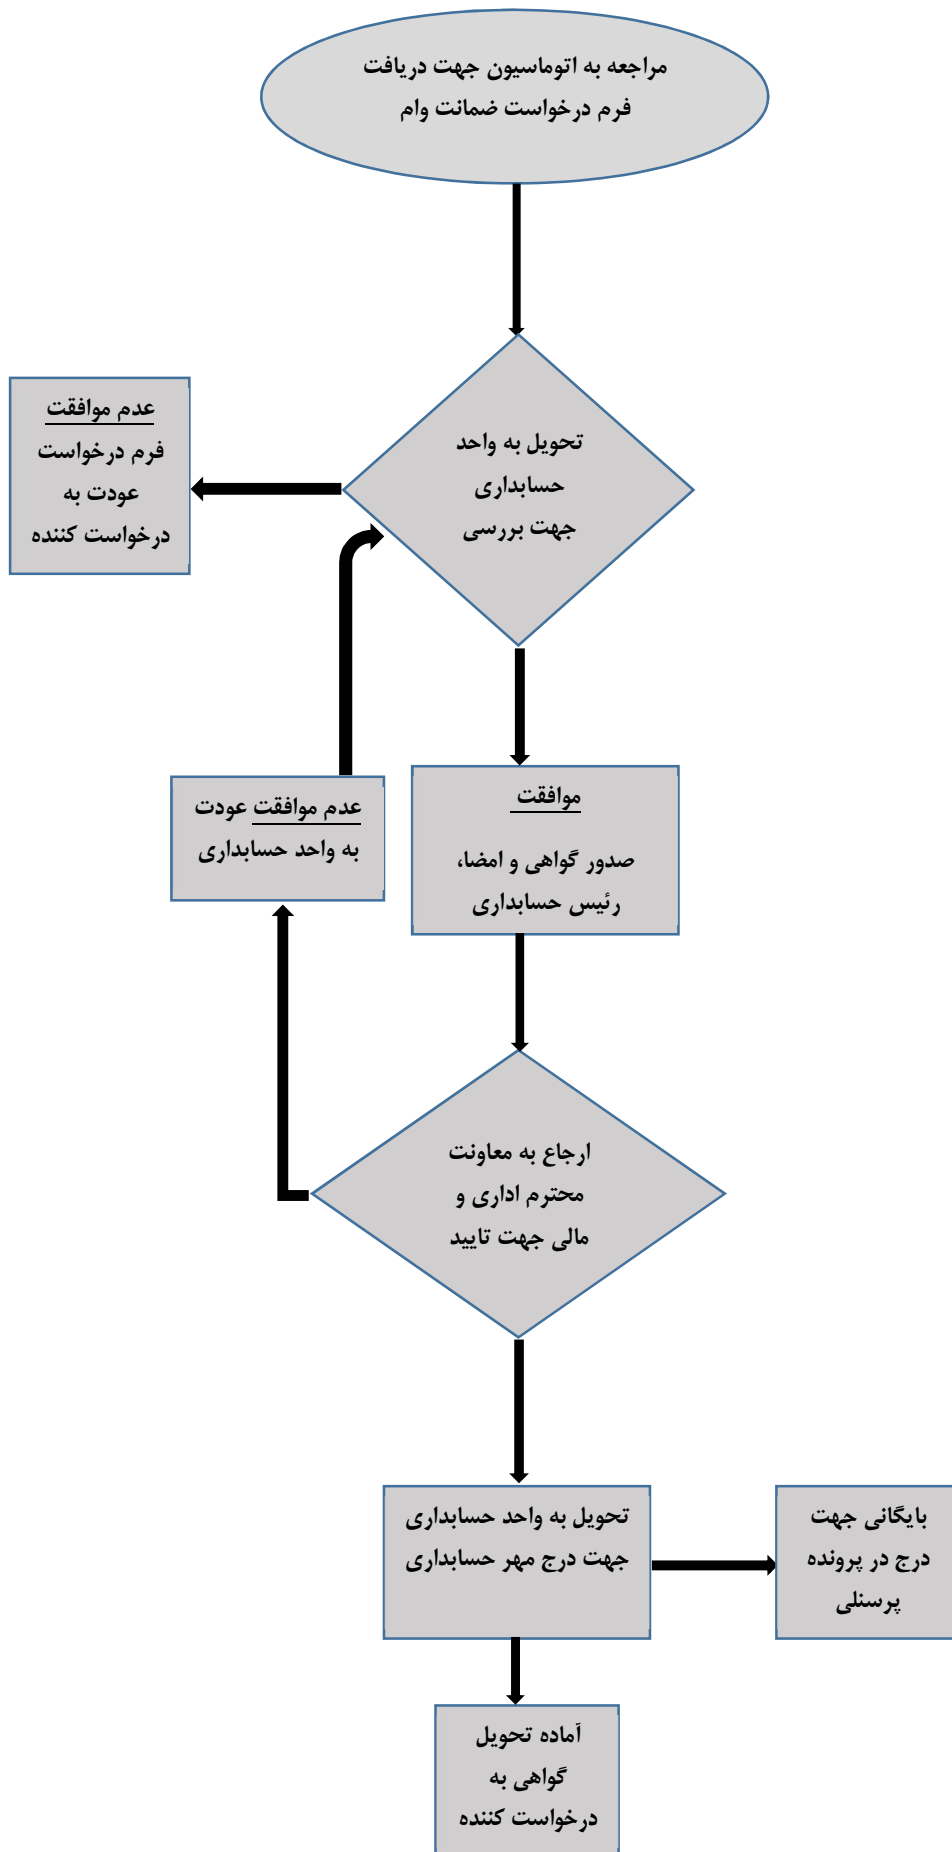 مراجعه به اتوماسیون جهت دریافت
فرم درخواست ضمانت وام
تحویل به واحد
حسابداری
جهت بررسی
عدم موافقت
فرم درخواست
عودت به
درخواست کننده
موافقت
صدور گواهی و امضاء
رئیس حسابداری
عدم موافقت عودت
به واحد حسابداری
ارجاع به معاونت
محترم اداری و
مالی جهت تایید
تحویل به واحد حسابداری
جهت درج مهر حسابداری
بایگانی جهت
درج در پرونده
پرسنلی
آماده تحویل
گواهی به
درخواست کننده